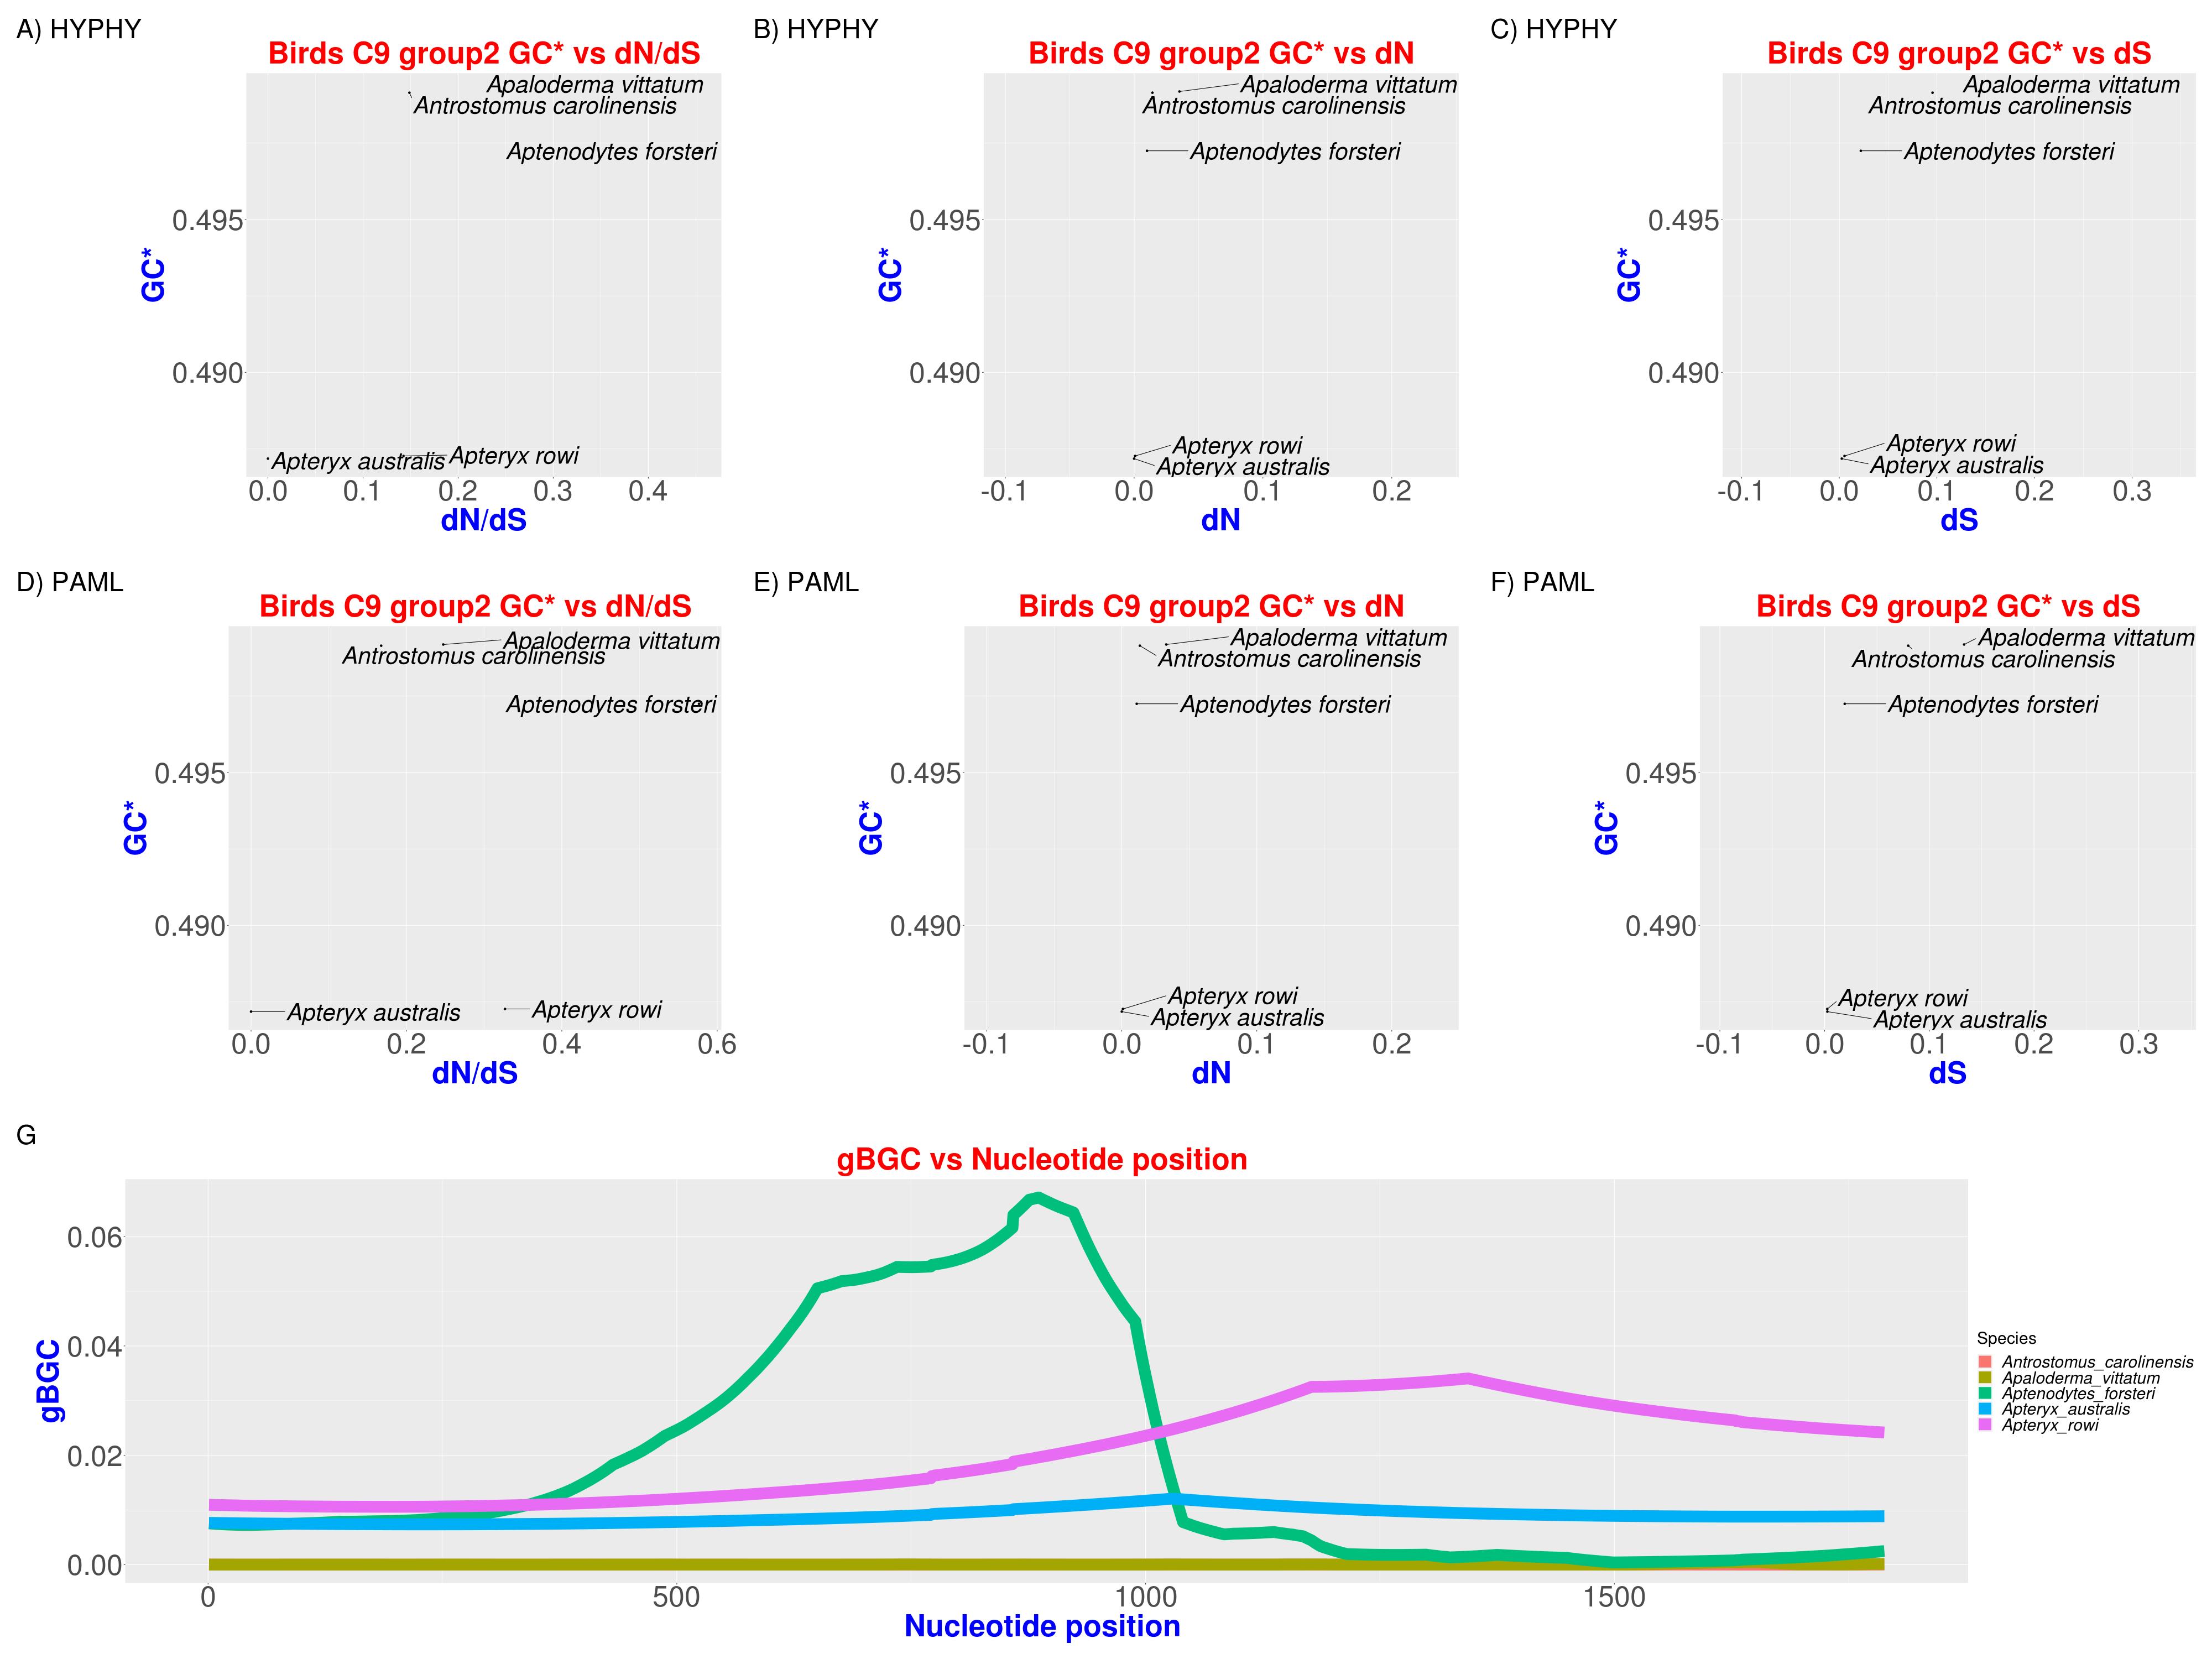 A) HYPHY
Birds C9 group2 GC* vs dN/dS
Apaloderma vittatum
Antrostomus carolinensis
Aptenodytes forsteri
0.495
GC*
0.490
Apteryx australis
Apteryx rowi
0.0 0.1 0.2 0.3 0.4
dN/dS
B) HYPHY
Birds C9 group2 GC* vs dN
Apaloderma vittatum
Antrostomus carolinensis
Aptenodytes forsteri
0.495
GC*
0.490
Apteryx rowi
Apteryx australis
-0.1 0.0 0.1 0.2
dN
C) HYPHY
Birds C9 group2 GC* vs dS
Apaloderma vittatum
Antrostomus carolinensis
Aptenodytes forsteri
0.495
GC*
0.490
Apteryx rowi
Apteryx australis
-0.1 0.0 0.1 0.2 0.3
dS
D) PAML
Birds C9 group2 GC* vs dN/dS
Apaloderma vittatum
Antrostomus carolinensis
Aptenodytes forsteri
0.495
GC*
0.490
Apteryx australis
Apteryx rowi
0.0 0.2 0.4 0.6
dN/dS
E) PAML
Birds C9 group2 GC* vs dN
Apaloderma vittatum
Antrostomus carolinensis
Aptenodytes forsteri
0.495
GC*
0.490
Apteryx rowi
Apteryx australis
-0.1 0.0 0.1 0.2
dN
F) PAML
Birds C9 group2 GC* vs dS
Apaloderma vittatum
Antrostomus carolinensis
Aptenodytes forsteri
0.495
GC*
0.490
Apteryx rowi
Apteryx australis
-0.1 0.0 0.1 0.2 0.3
dS
G
gBGC vs Nucleotide position
0.06
0.04
gBGC
0.02
0.00
0 500 1000 1500
Nucleotide position
Species
Antrostomus_carolinensis
Apaloderma_vittatum
Aptenodytes_forsteri
Apteryx_australis
Apteryx_rowi